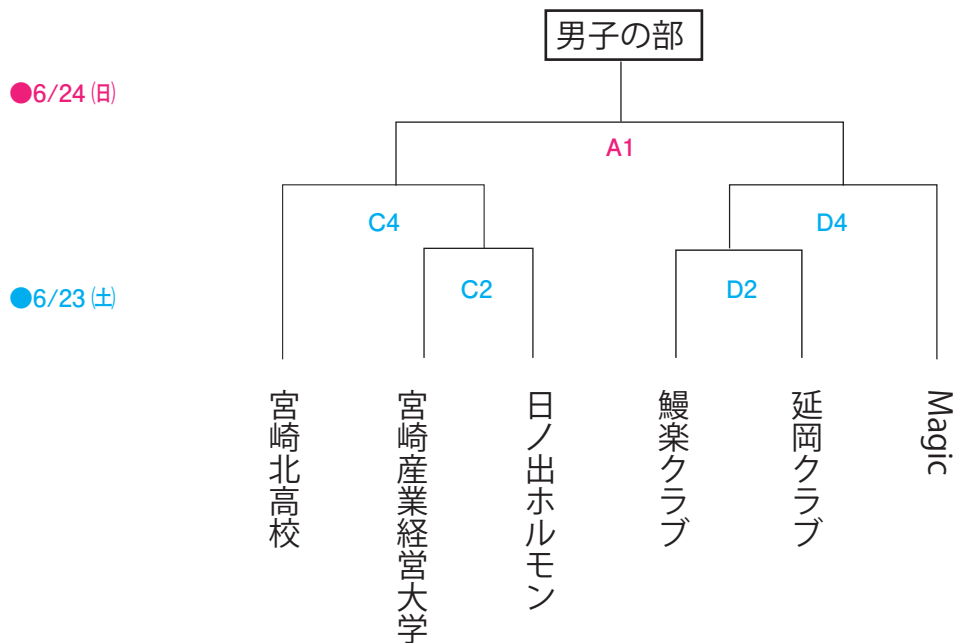 男子の部
●6/24㈰
A1
C4
D4
●6/23㈯
C2
D2
宮崎北高校
宮崎産業経営大学
日ノ出ホルモン
鰻楽クラブ
延岡クラブ
Magic